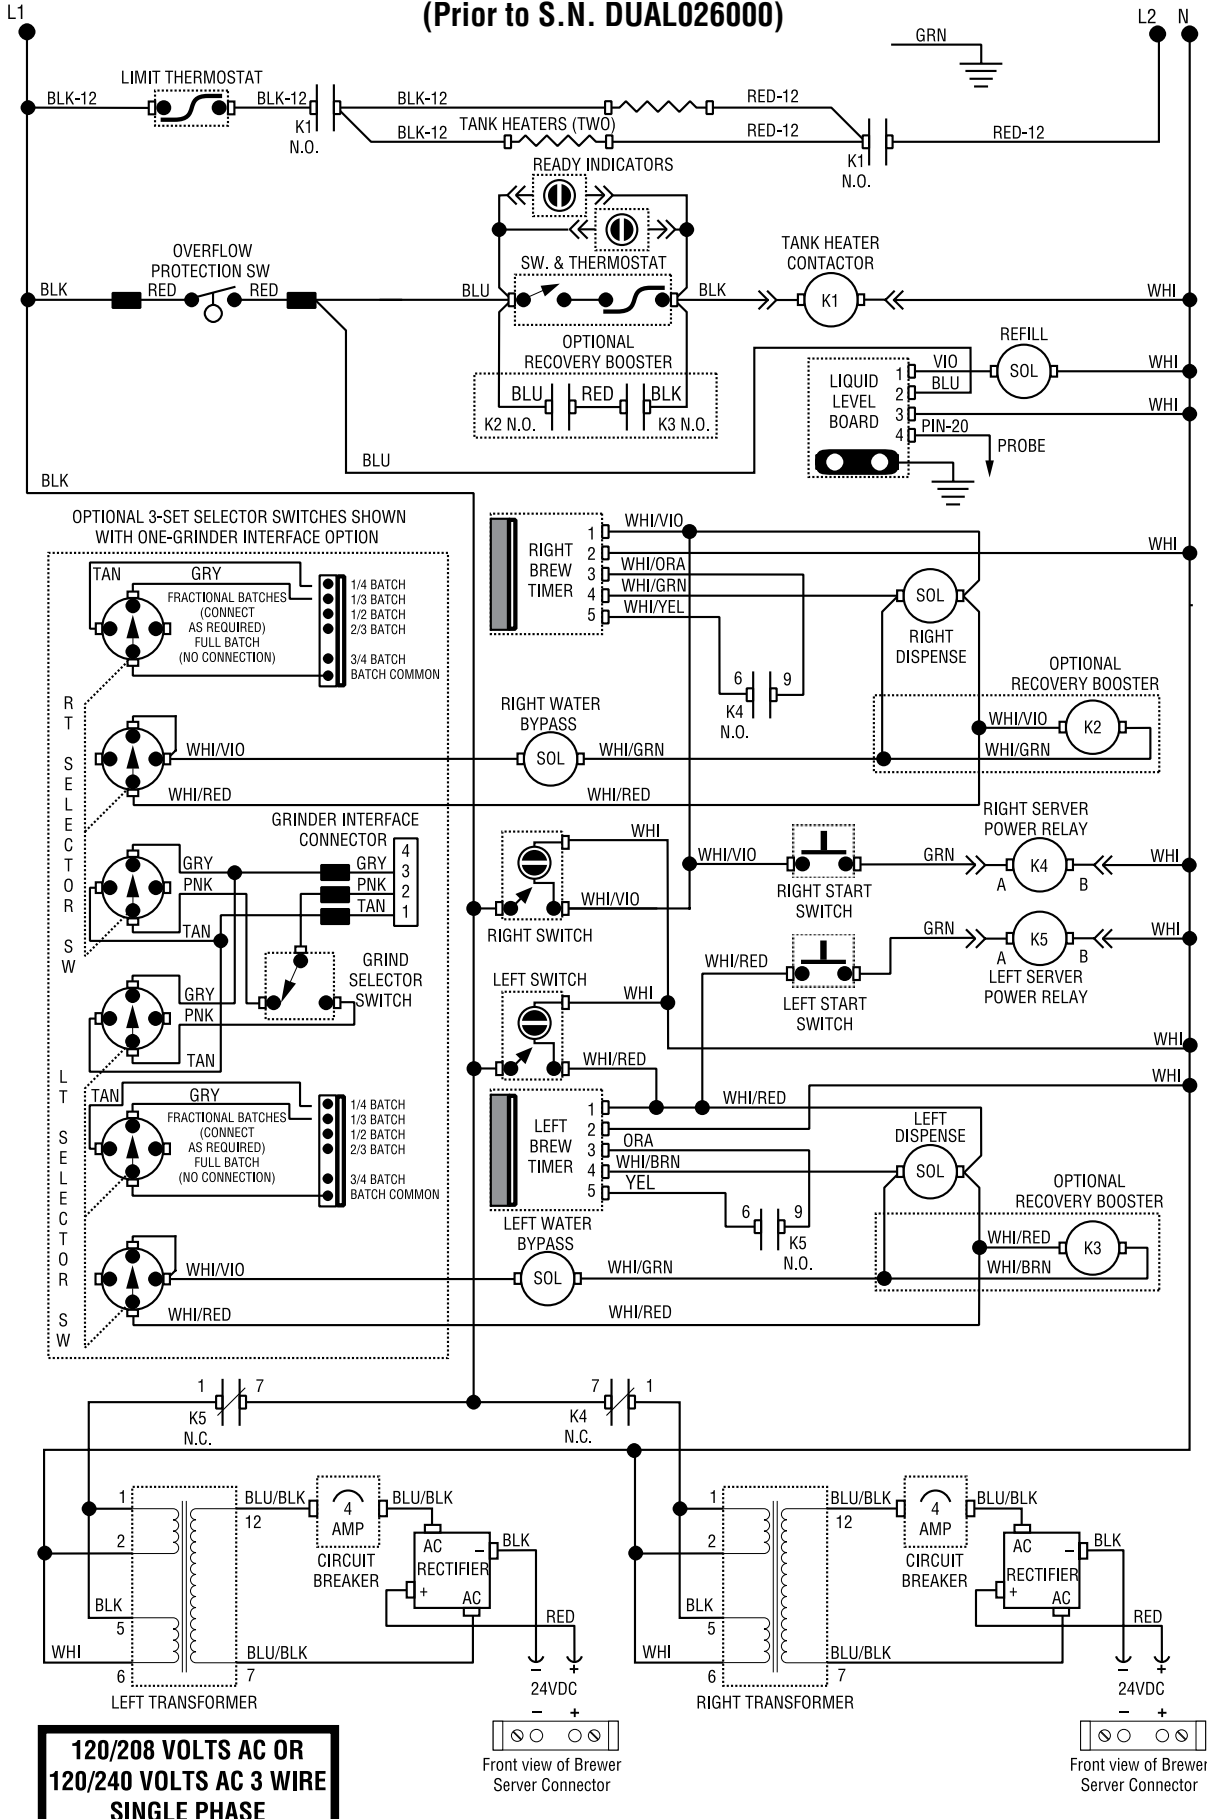 (Prior to S.N. DUAL026000)
L1
L2 N
GRN
LIMIT THERMOSTAT
BLK-12
BLK-12
K1
N.O.
BLK-12
RED-12
BLK-12
TANK HEATERS (TWO)
RED-12
K1
N.O.
RED-12
READY INDICATORS
OVERFLOW
PROTECTION SW
SW. & THERMOSTAT
TANK HEATER
CONTACTOR
BLK
RED
RED
BLU
BLK
K1
WHI
OPTIONAL
RECOVERY BOOSTER
BLU
RED
BLK
K2 N.O.
K3 N.O.
REFILL
SOL
WHI
LIQUID
LEVEL
BOARD
1
2
3
4
VIO
BLU
WHI
PIN-20
PROBE
BLU
BLK
OPTIONAL 3-SET SELECTOR SWITCHES SHOWN
WITH ONE-GRINDER INTERFACE OPTION
TAN
GRY
FRACTIONAL BATCHES
(CONNECT
AS REQUIRED)
FULL BATCH
(NO CONNECTION)
1/4 BATCH
1/3 BATCH
1/2 BATCH
2/3 BATCH
3/4 BATCH
BATCH COMMON
RIGHT
BREW
TIMER
1
2
3
4
5
WHI/VIO
WHI
WHI/ORA
WHI/GRN
WHI/YEL
SOL
RIGHT
DISPENSE
6
9
K4
N.O.
OPTIONAL
RECOVERY BOOSTER
WHI/VIO
K2
WHI/GRN
RT SELECTOR SW
RIGHT WATER
BYPASS
WHI/VIO
SOL
WHI/GRN
WHI/RED
WHI/RED
GRINDER INTERFACE
CONNECTOR
4
3
2
1
GRY
PNK
TAN
GRY
PNK
TAN
WHI
WHI/VIO
RIGHT SWITCH
WHI/VIO
RIGHT START
SWITCH
RIGHT SERVER
POWER RELAY
GRN
A
K4
B
WHI
GRIND
SELECTOR
SWITCH
GRY
PNK
TAN
LEFT SWITCH
WHI
WHI/RED
WHI/RED
LEFT START
SWITCH
GRN
A
K5
B
WHI
LEFT SERVER
POWER RELAY
WHI
WHI
LT SELECTOR SW
TAN
GRY
FRACTIONAL BATCHES
(CONNECT
AS REQUIRED)
FULL BATCH
(NO CONNECTION)
1/4 BATCH
1/3 BATCH
1/2 BATCH
2/3 BATCH
3/4 BATCH
BATCH COMMON
LEFT
BREW
TIMER
1
2
3
4
5
WHI/RED
ORA
WHI/BRN
YEL
LEFT
DISPENSE
SOL
6
9
K5
N.O.
OPTIONAL
RECOVERY BOOSTER
WHI/RED
K3
WHI/BRN
LEFT WATER
BYPASS
WHI/VIO
SOL
WHI/GRN
WHI/RED
WHI/RED
1
7
K5
N.C.
7
1
K4
N.C.
1
2
BLK
5
WHI
6
BLU/BLK
12
4
AMP
CIRCUIT
BREAKER
BLU/BLK
AC
–
RECTIFIER
+
AC
BLK
RED
BLU/BLK
7
LEFT TRANSFORMER
– +
24VDC
– +
Front view of Brewer
Server Connector
1
2
BLK
5
WHI
6
BLU/BLK
12
4
AMP
CIRCUIT
BREAKER
BLU/BLK
AC
–
RECTIFIER
+
AC
BLK
RED
BLU/BLK
7
RIGHT TRANSFORMER
– +
24VDC
– +
Front view of Brewer
Server Connector
120/208 VOLTS AC OR
120/240 VOLTS AC 3 WIRE
SINGLE PHASE